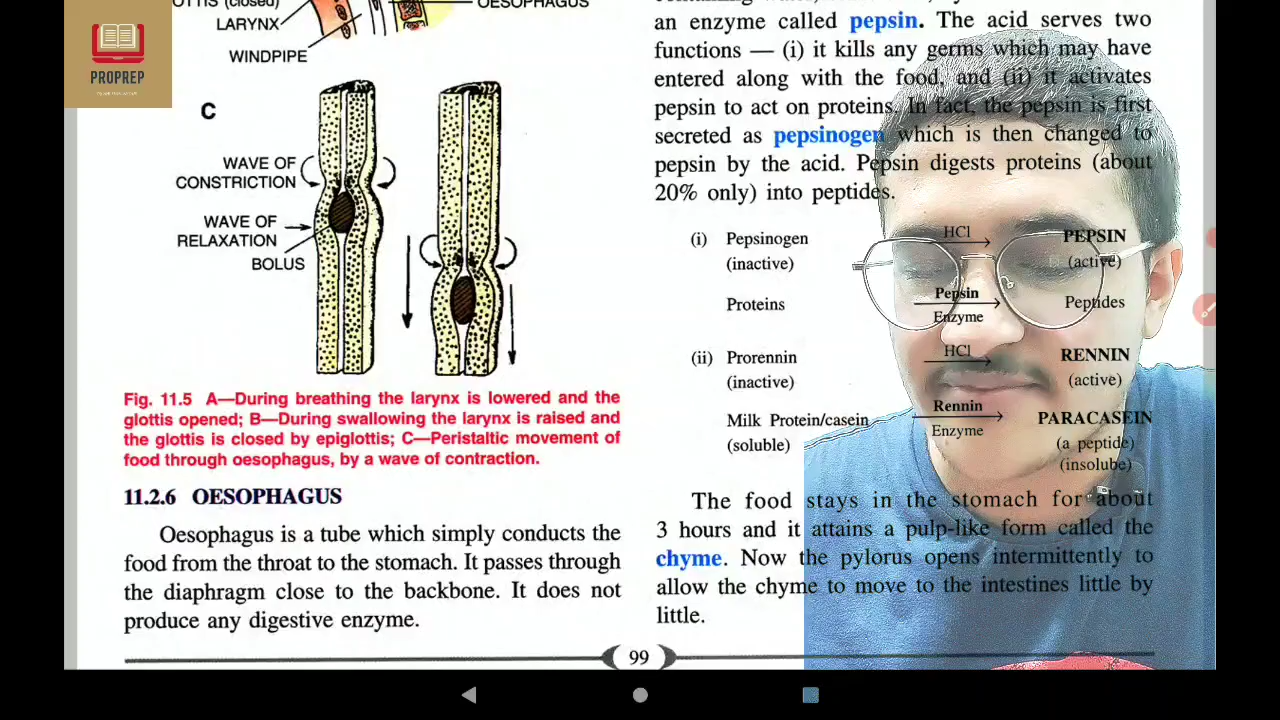 OESOPHAGUS
LARYNX
WINDPIPE
PROPREP
C
WAVE OF
CONSTRICTION
WAVE OF
RELAXATION
BOLUS
Fig. 11.5 A—During breathing the larynx is lowered and the
glottis opened; B—During swallowing the larynx is raised and
the glottis is closed by epiglottis; C—Peristaltic movement of
food through oesophagus, by a wave of contraction.
11.2.6 OESOPHAGUS
Oesophagus is a tube which simply conducts the
food from the throat to the stomach. It passes through
the diaphragm close to the backbone. It does not
produce any digestive enzyme.
an enzyme called pepsin. The acid serves two
functions — (i) it kills any germs which may have
entered along with the food, and (ii) it activates
pepsin to act on proteins. In fact, the pepsin is first
secreted as pepsinogen which is then changed to
pepsin by the acid. Pepsin digests proteins (about
20% only) into peptides.
(i) Pepsinogen HCl PEPSIN
(inactive) (active)
Proteins Pepsin Peptides
Enzyme
(ii) Prorennin HCl RENNIN
(inactive) (active)
Milk Protein/casein Rennin PARACASEIN
(soluble) Enzyme (a peptide)
(insolube)
The food stays in the stomach for about
3 hours and it attains a pulp-like form called the
chyme. Now the pylorus opens intermittently to
allow the chyme to move to the intestines little by
little.
99